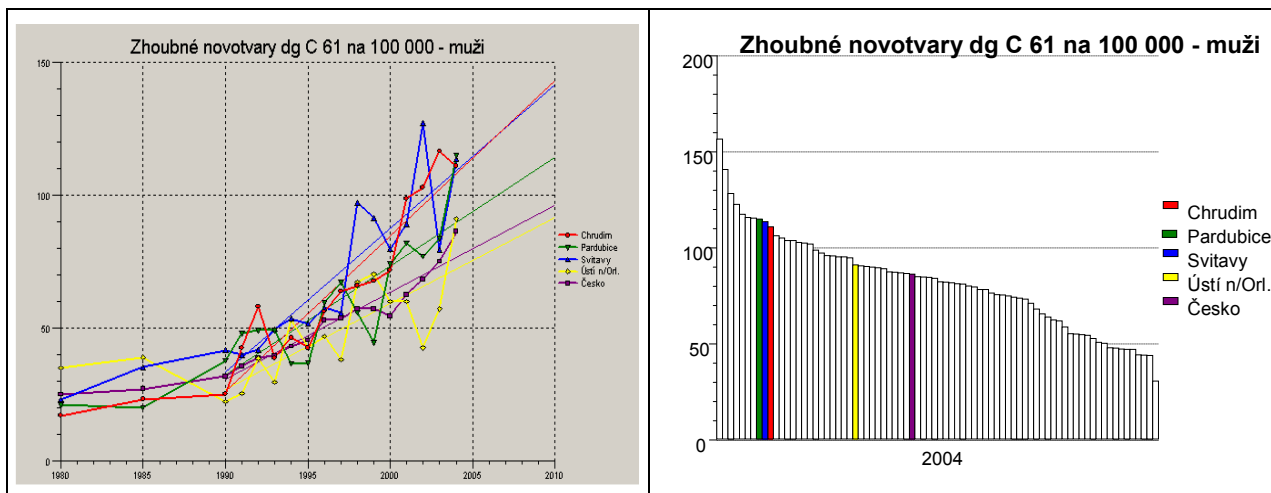 Zhoubné novotvary dg C 61 na 100 000 - muži
150
100
50
0
1980 1985 1990 1995 2000 2005 2010
Chrudim
Pardubice
Svitavy
Ústí n/Orl.
Česko
Zhoubné novotvary dg C 61 na 100 000 - muži
200
150
100
50
0
2004
Chrudim
Pardubice
Svitavy
Ústí n/Orl.
Česko